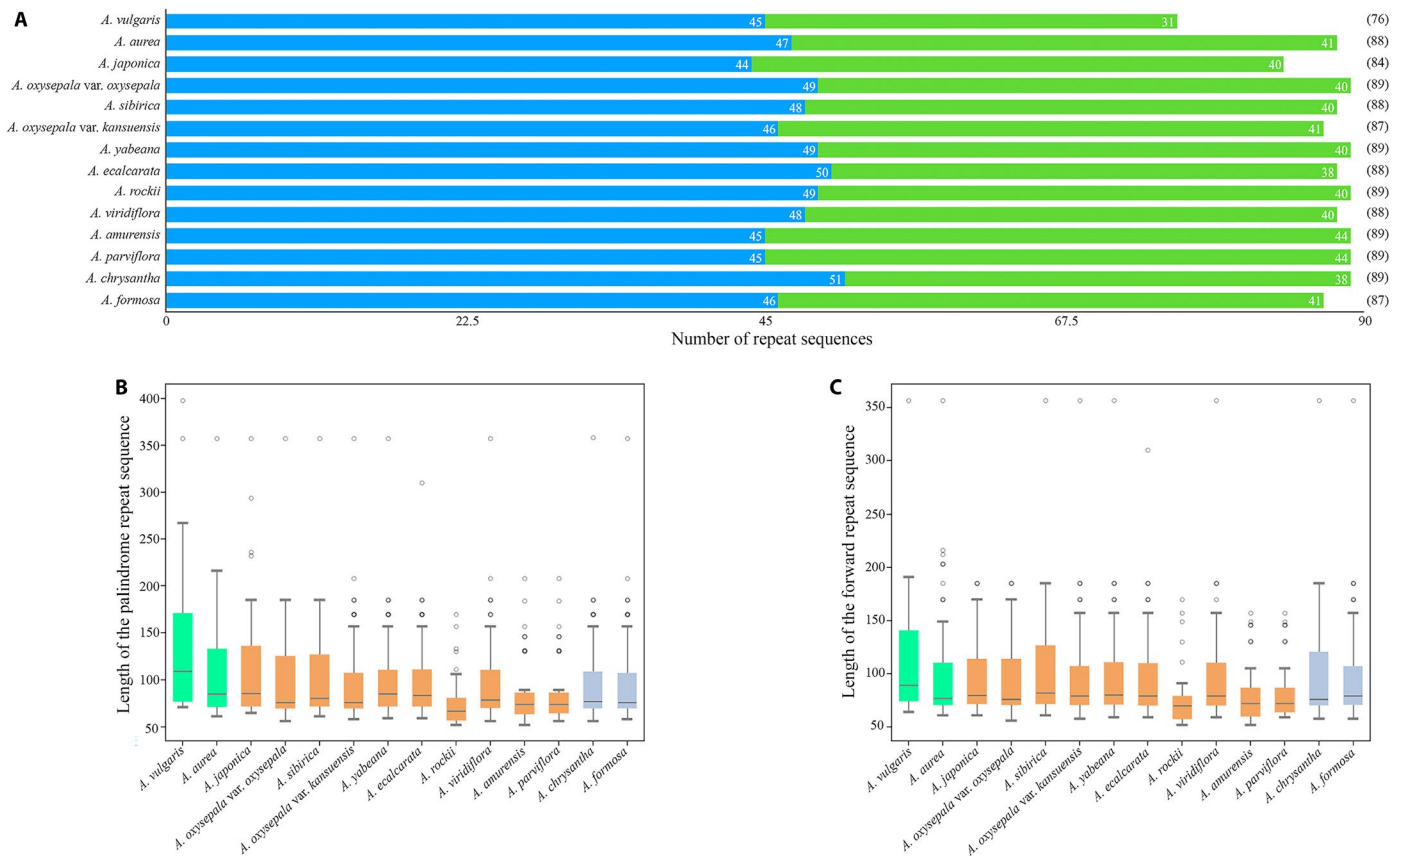 A
A. vulgaris 45 31 (76)
A. aurea 47 41 (88)
A. japonica 44 40 (84)
A. oxysepala var. oxysepala 49 40 (89)
A. sibirica 48 40 (88)
A. oxysepala var. kansuensis 46 41 (87)
A. yabeana 49 40 (89)
A. ecalcarata 50 38 (88)
A. rockii 49 40 (89)
A. viridiflora 48 40 (88)
A. amurensis 45 44 (89)
A. parviflora 45 44 (89)
A. chrysantha 51 38 (89)
A. formosa 46 41 (87)
0 22.5 45 67.5 90
Number of repeat sequences
B
Length of the palindrome repeat sequence
400
350
300
250
200
150
100
50
A. vulgaris
A. aurea
A. japonica
A. oxysepala var. oxysepala
A. sibirica
A. oxysepala var. kansuensis
A. yabeana
A. ecalcarata
A. rockii
A. viridiflora
A. amurensis
A. parviflora
A. chrysantha
A. formosa
C
Length of the forward repeat sequence
350
300
250
200
150
100
50
A. vulgaris
A. aurea
A. japonica
A. oxysepala var. oxysepala
A. sibirica
A. oxysepala var. kansuensis
A. yabeana
A. ecalcarata
A. rockii
A. viridiflora
A. amurensis
A. parviflora
A. chrysantha
A. formosa